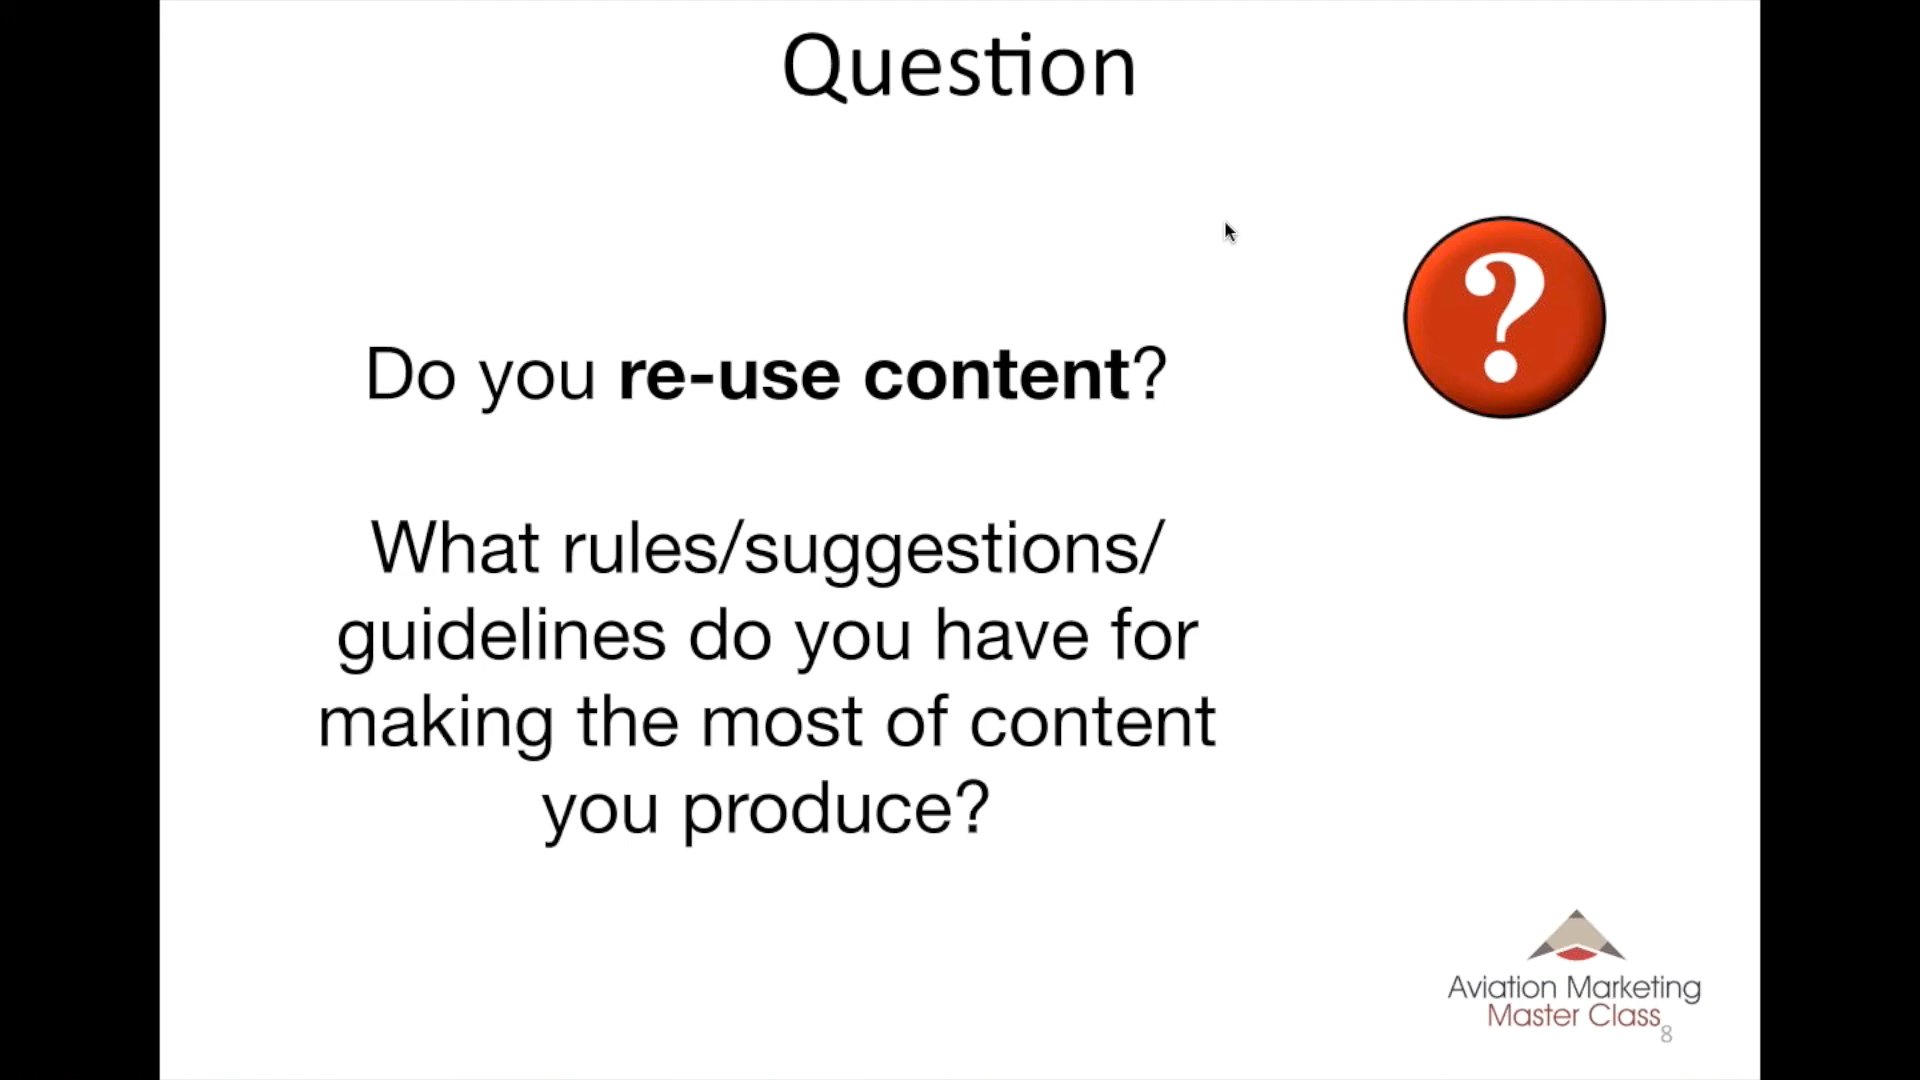 Question
?
Do you re-use content?
What rules/suggestions/
guidelines do you have for
making the most of content
you produce?
Aviation Marketing
Master Class
8